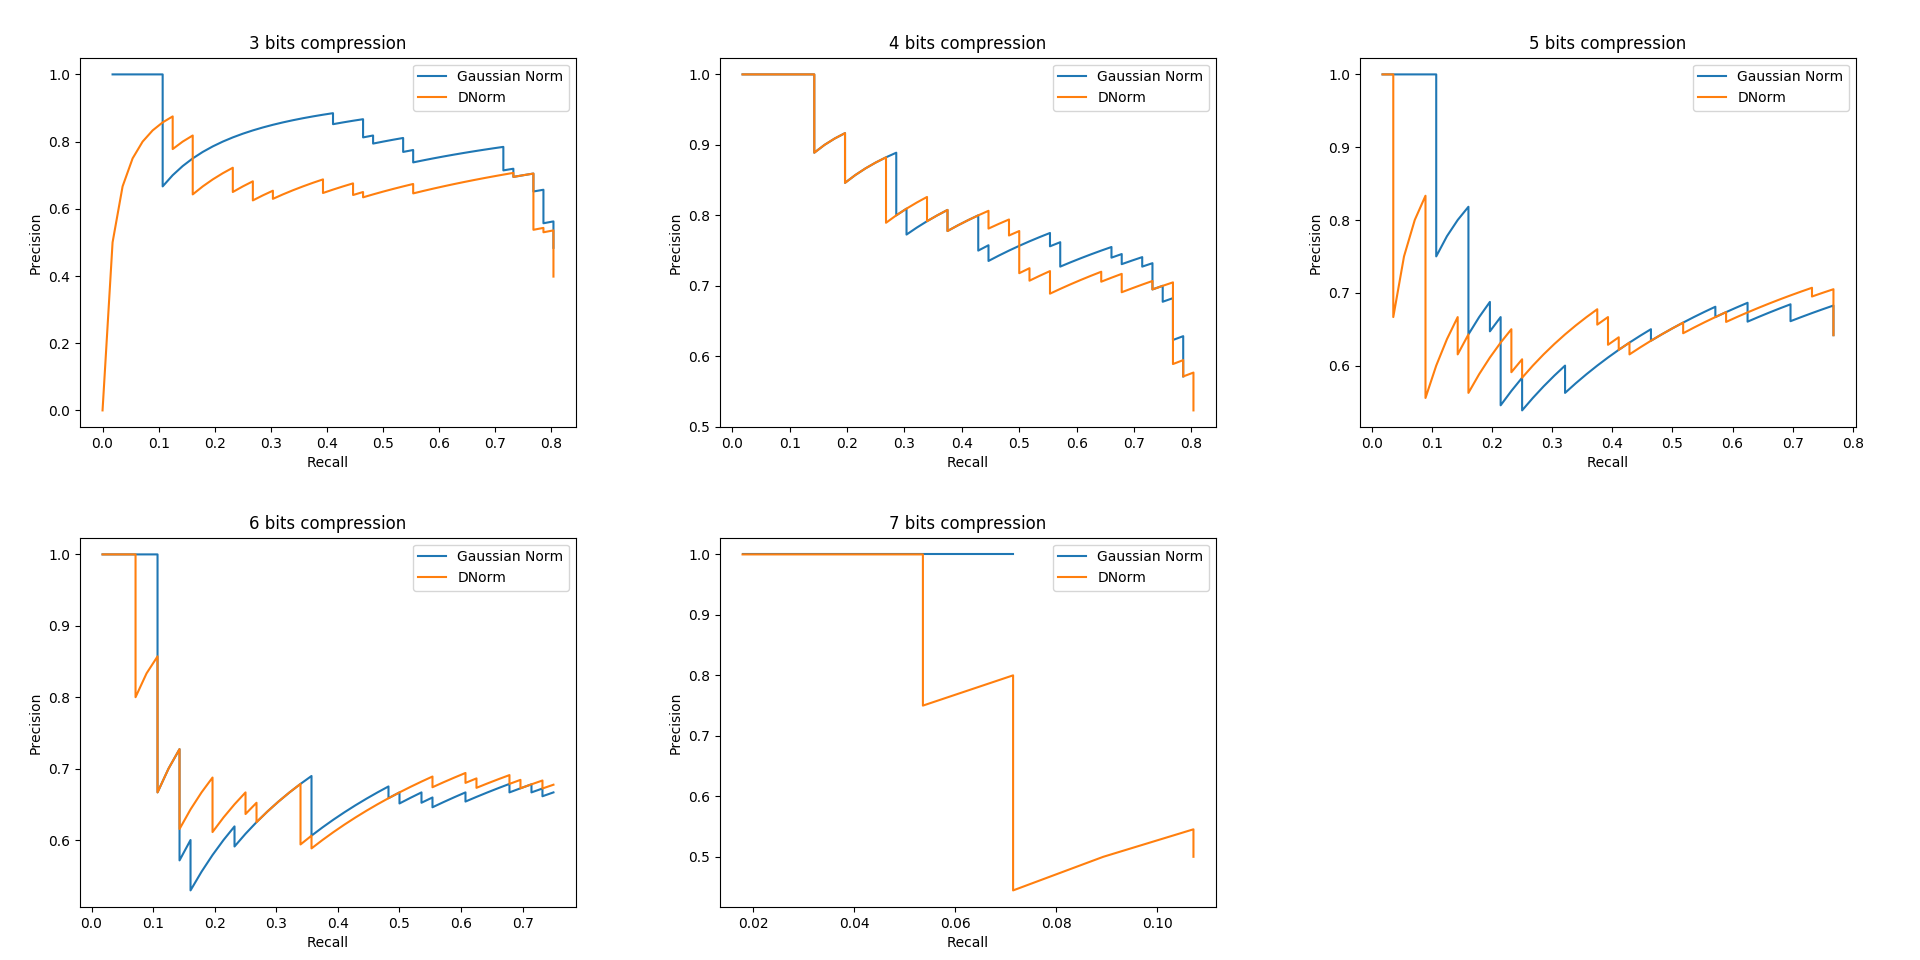 3 bits compression
1.0
0.8
0.6
0.4
0.2
0.0
Precision
0.0 0.1 0.2 0.3 0.4 0.5 0.6 0.7 0.8
Recall
Gaussian Norm
DNorm
4 bits compression
1.0
0.9
0.8
0.7
0.6
0.5
Precision
0.0 0.1 0.2 0.3 0.4 0.5 0.6 0.7 0.8
Recall
Gaussian Norm
DNorm
5 bits compression
1.0
0.9
0.8
0.7
0.6
Precision
0.0 0.1 0.2 0.3 0.4 0.5 0.6 0.7 0.8
Recall
Gaussian Norm
DNorm
6 bits compression
1.0
0.9
0.8
0.7
0.6
Precision
0.0 0.1 0.2 0.3 0.4 0.5 0.6 0.7
Recall
Gaussian Norm
DNorm
7 bits compression
1.0
0.9
0.8
0.7
0.6
0.5
Precision
0.02 0.04 0.06 0.08 0.10
Recall
Gaussian Norm
DNorm